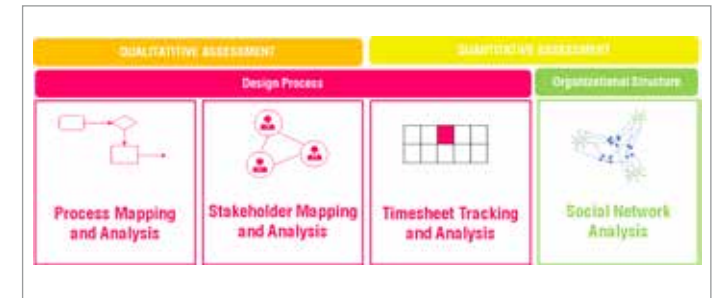 QUALITATITIVE ASSESSMENT
QUANTITATIVE ASSESSMENT
Design Process
Organizational Structure
Process Mapping
and Analysis
Stakeholder Mapping
and Analysis
Timesheet Tracking
and Analysis
Social Network
Analysis